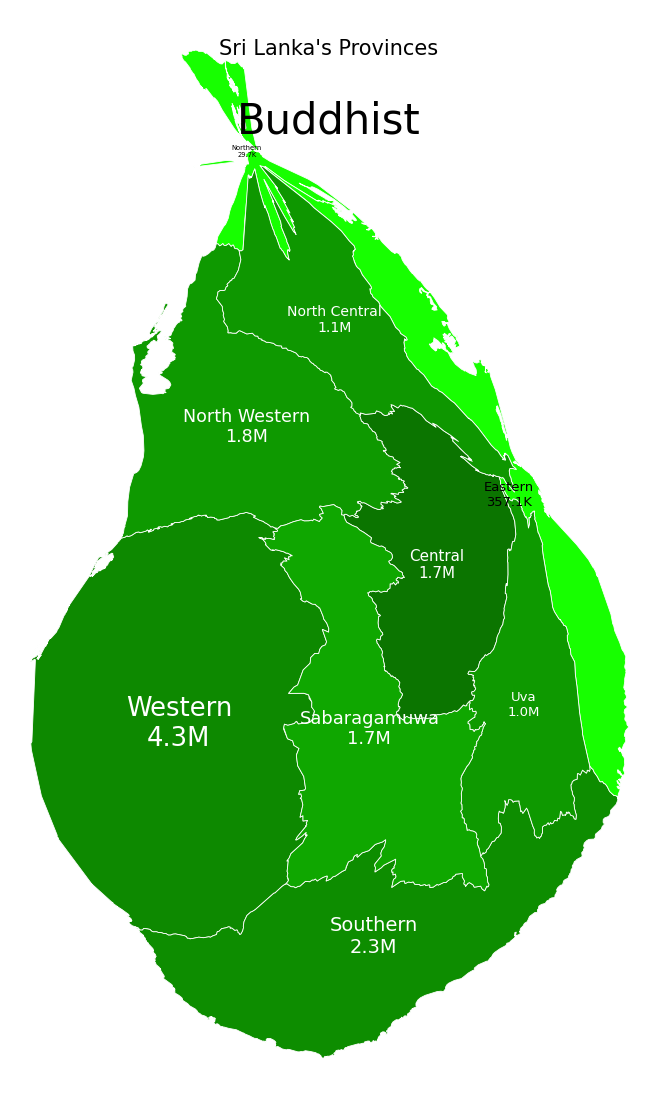 Sri Lanka's Provinces
Buddhist
Northern
29.7K
North Central
1.1M
North Western
1.8M
Eastern
357.1K
Central
1.7M
Western
4.3M
Sabaragamuwa
1.7M
Uva
1.0M
Southern
2.3M